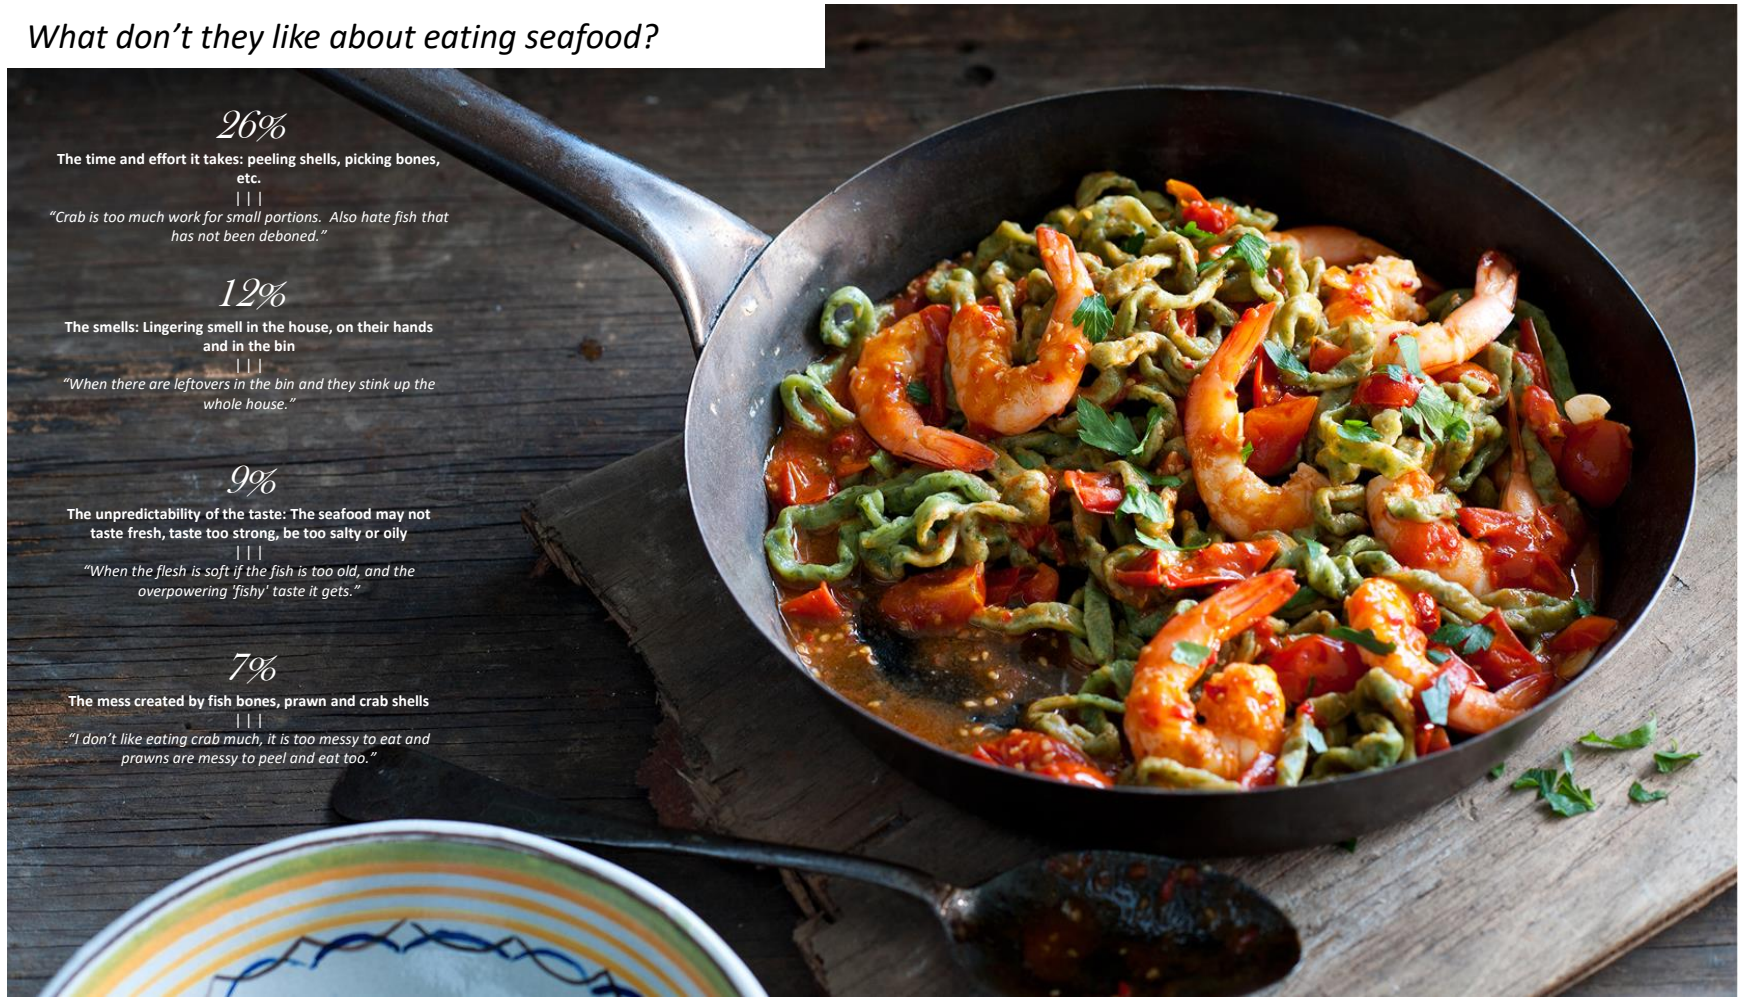 What don’t they like about eating seafood?
26%
The time and effort it takes: peeling shells, picking bones,
etc.
| | |
“Crab is too much work for small portions.  Also hate fish that
has not been deboned.”
12%
The smells: Lingering smell in the house, on their hands
and in the bin
| | |
“When there are leftovers in the bin and they stink up the
whole house.”
9%
The unpredictability of the taste: The seafood may not
taste fresh, taste too strong, be too salty or oily
| | |
“When the flesh is soft if the fish is too old, and the
overpowering 'fishy' taste it gets.”
7%
The mess created by fish bones, prawn and crab shells
| | |
“I don’t like eating crab much, it is too messy to eat and
prawns are messy to peel and eat too.”